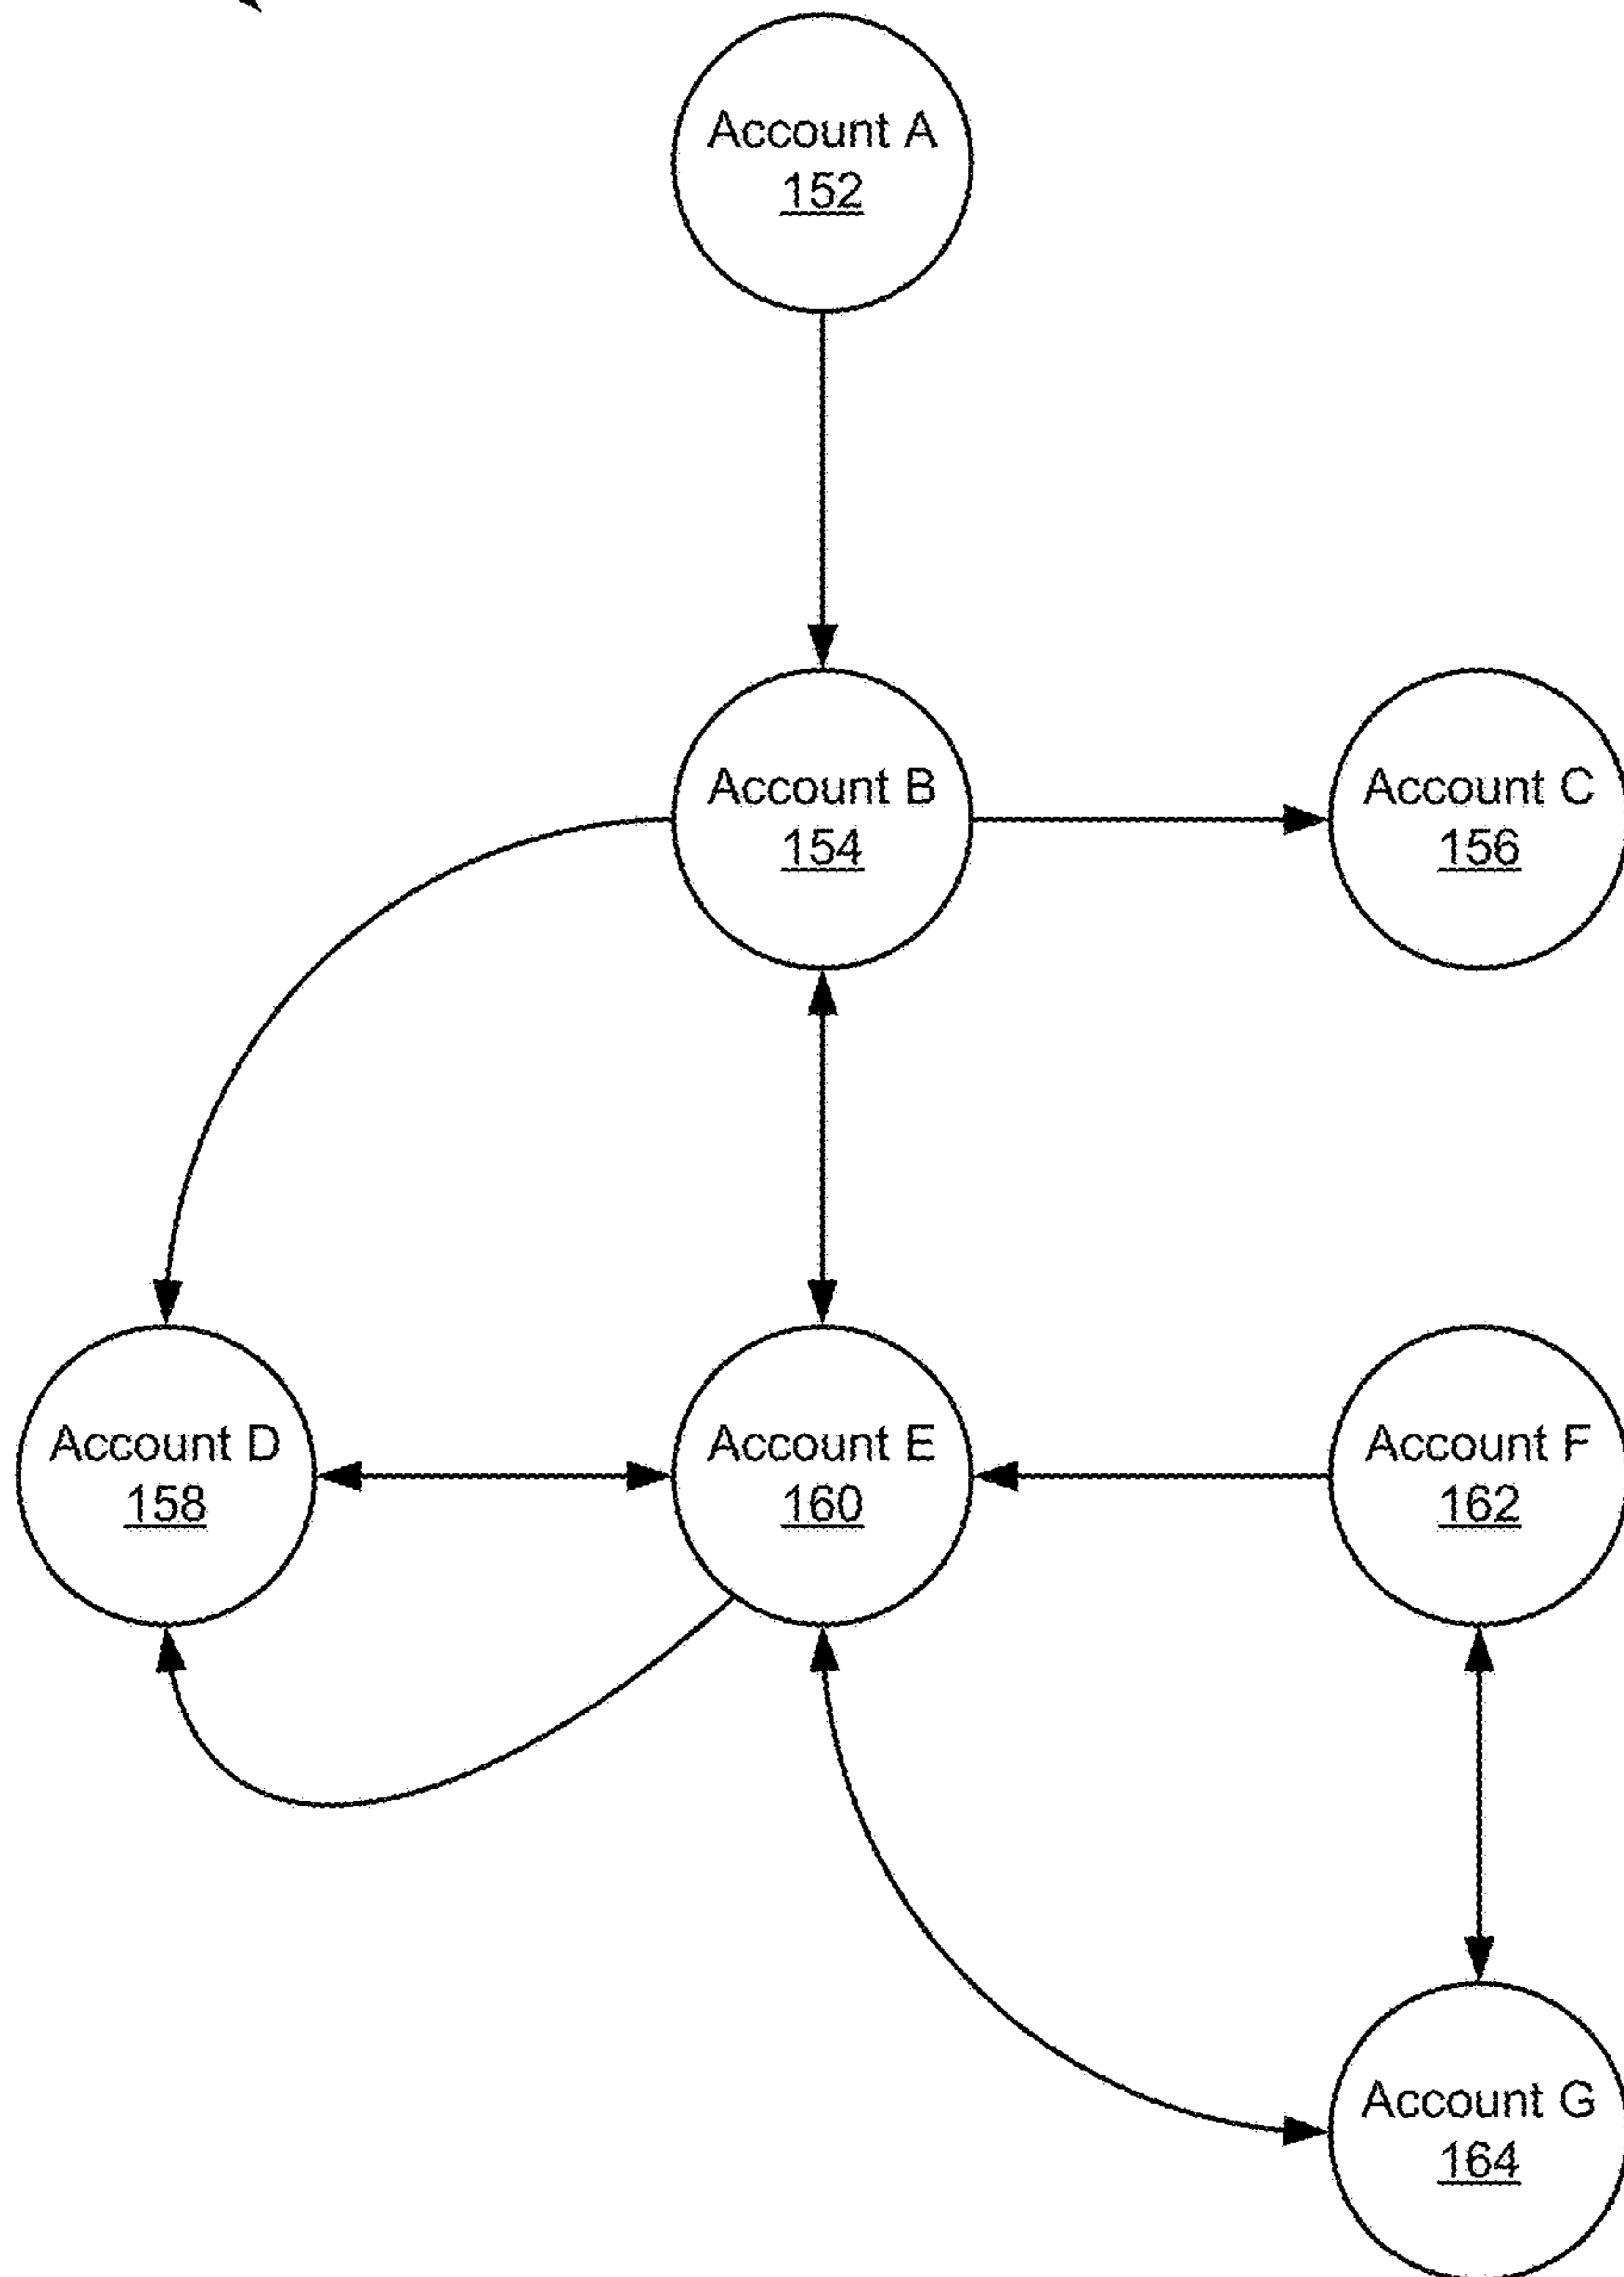 Account A
152
Account B
154
Account C
156
Account D
158
Account E
160
Account F
162
Account G
164